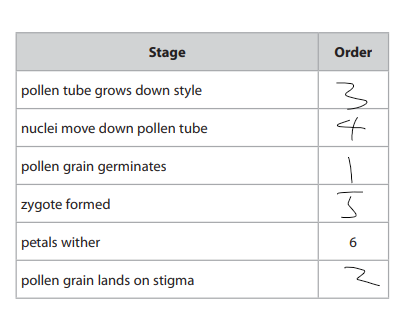 Stage Order
pollen tube grows down style 3
nuclei move down pollen tube 4
pollen grain germinates 1
zygote formed 5
petals wither 6
pollen grain lands on stigma 2